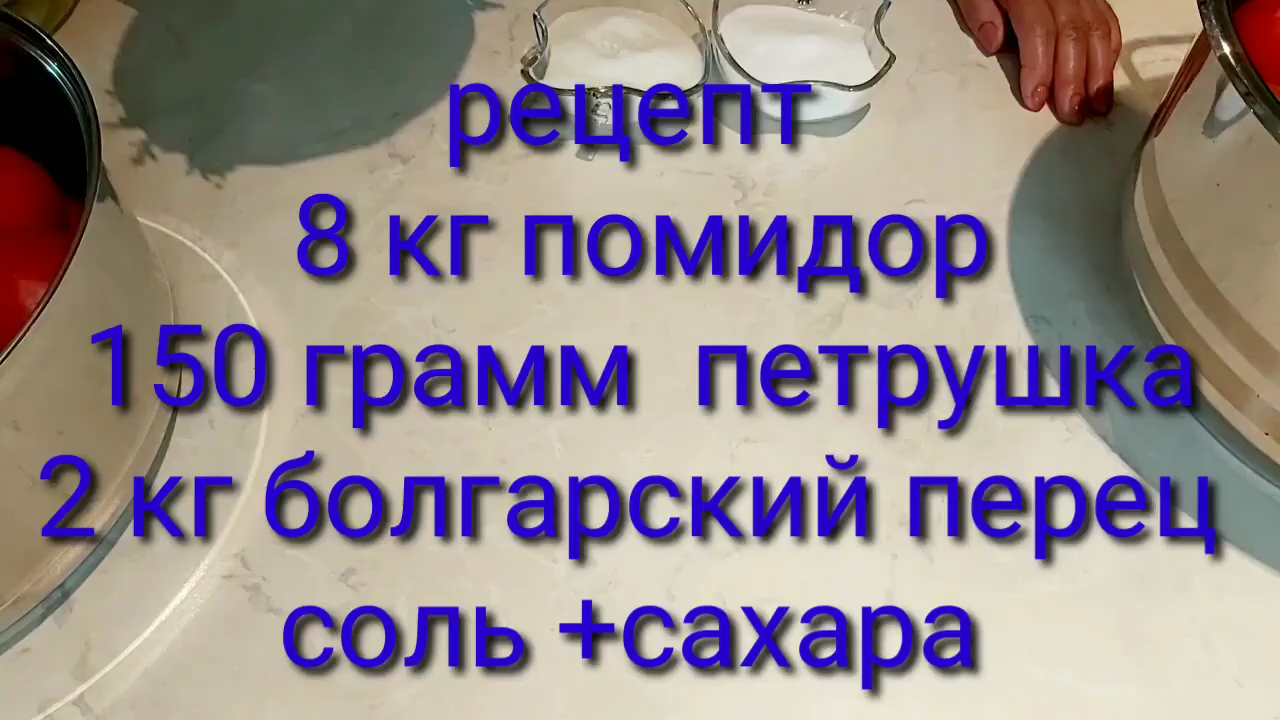 рецепт
8 кг помидор
150 грамм петрушка
2 кг болгарский перец
соль +сахара